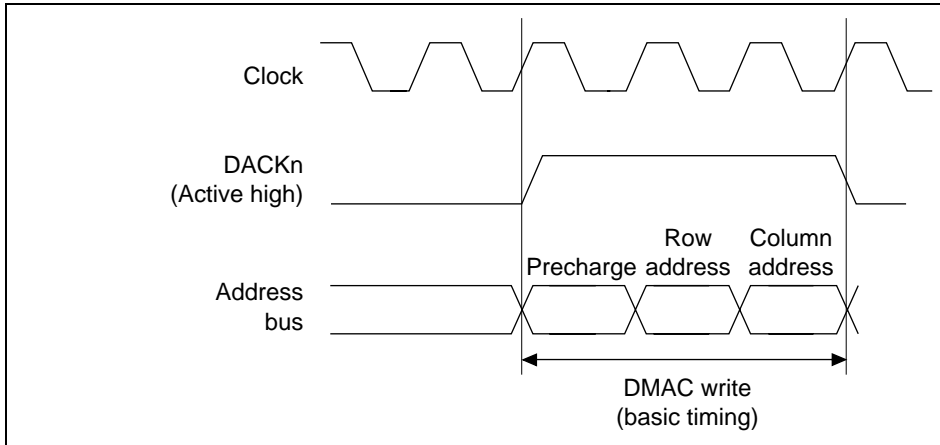 Clock
DACKn
(Active high)
Row
Column
Precharge
address
address
Address
bus
DMAC write
(basic timing)